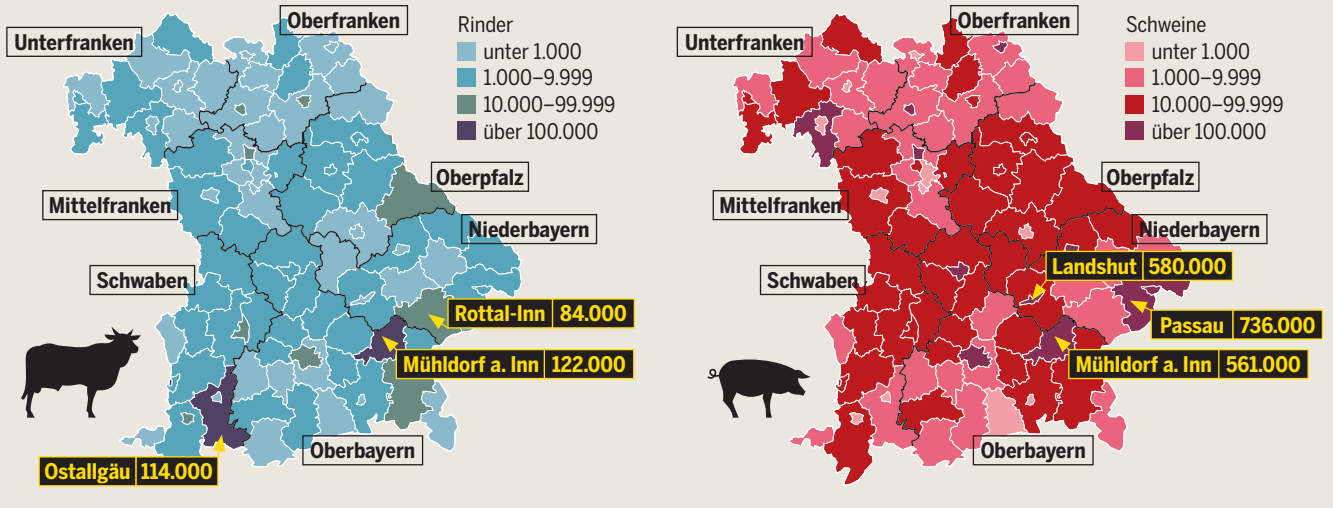 Rinder
unter 1.000
1.000–9.999
10.000–99.999
über 100.000
Oberfranken
Unterfranken
Oberpfalz
Mittelfranken
Niederbayern
Schwaben
Rottal-Inn 84.000
Mühldorf a. Inn 122.000
Oberbayern
Ostallgäu 114.000
Schweine
unter 1.000
1.000–9.999
10.000–99.999
über 100.000
Oberfranken
Unterfranken
Oberpfalz
Mittelfranken
Niederbayern
Landshut 580.000
Schwaben
Passau 736.000
Mühldorf a. Inn 561.000
Oberbayern